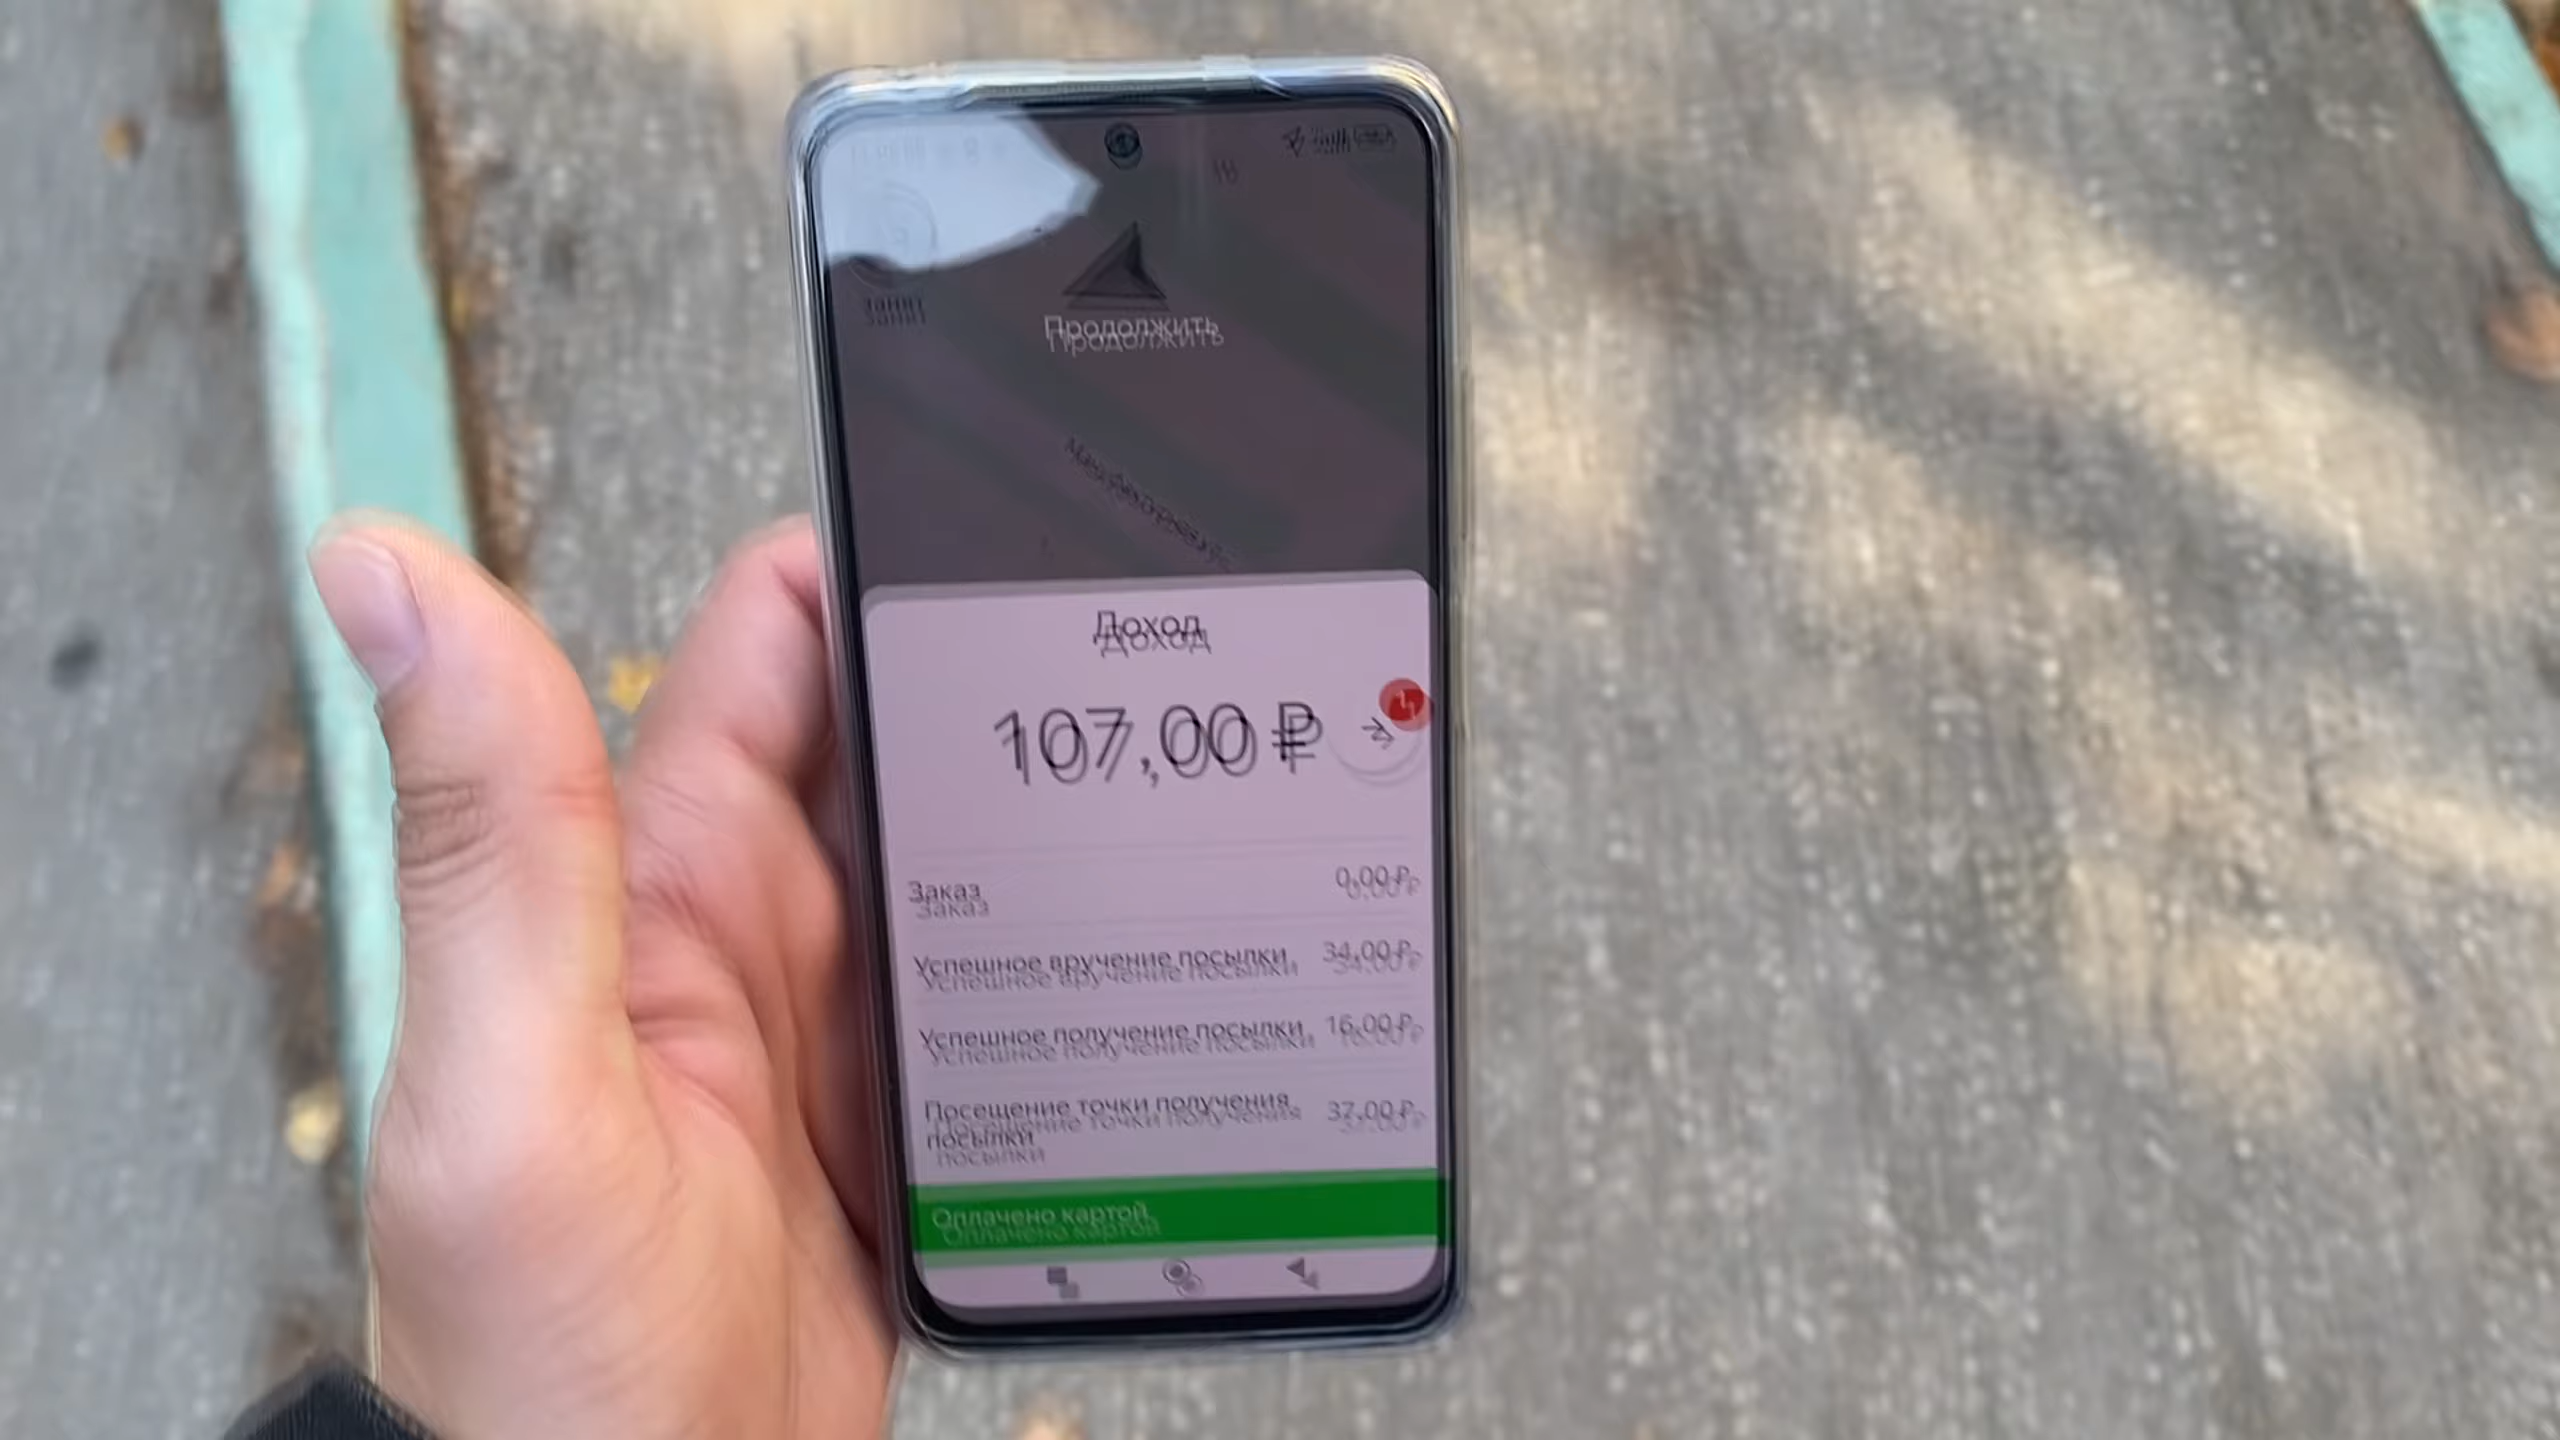 занят
Продолжить
Доход
107,00 ₽
Заказ 0,00 ₽
Успешное вручение посылки 34,00 ₽
Успешное получение посылки 16,00 ₽
Посещение точки получения 37,00 ₽
посылки
Оплачено картой